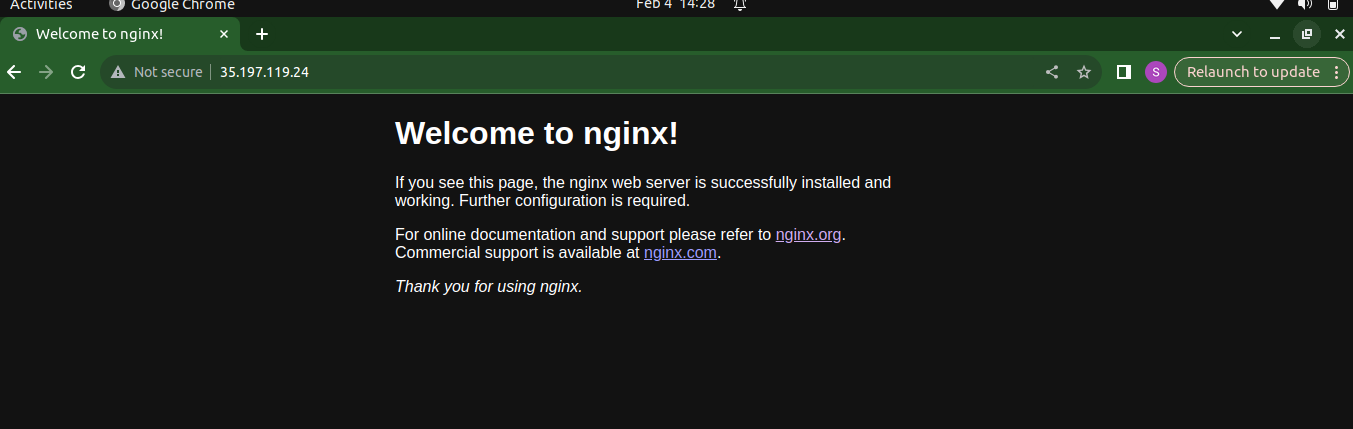 Activities Google Chrome Feb 4 14:28
Welcome to nginx!
Not secure 35.197.119.24 S Relaunch to update
Welcome to nginx!
If you see this page, the nginx web server is successfully installed and
working. Further configuration is required.
For online documentation and support please refer to nginx.org.
Commercial support is available at nginx.com.
Thank you for using nginx.